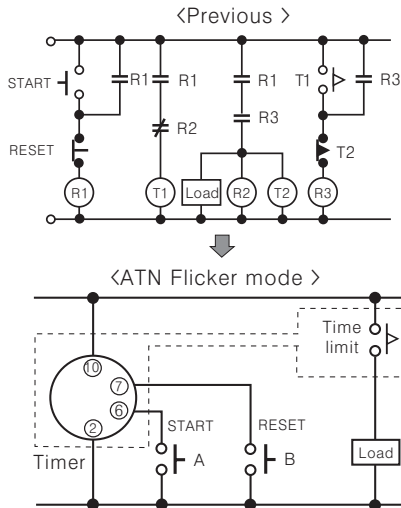 <Previous >
START
R1
R1
R1
T1
R3
R2
R3
RESET
T2
R1
T1
Load
R2
T2
R3
<ATN Flicker mode >
Time
limit
10
7
6
2
START
RESET
Timer
A
B
Load